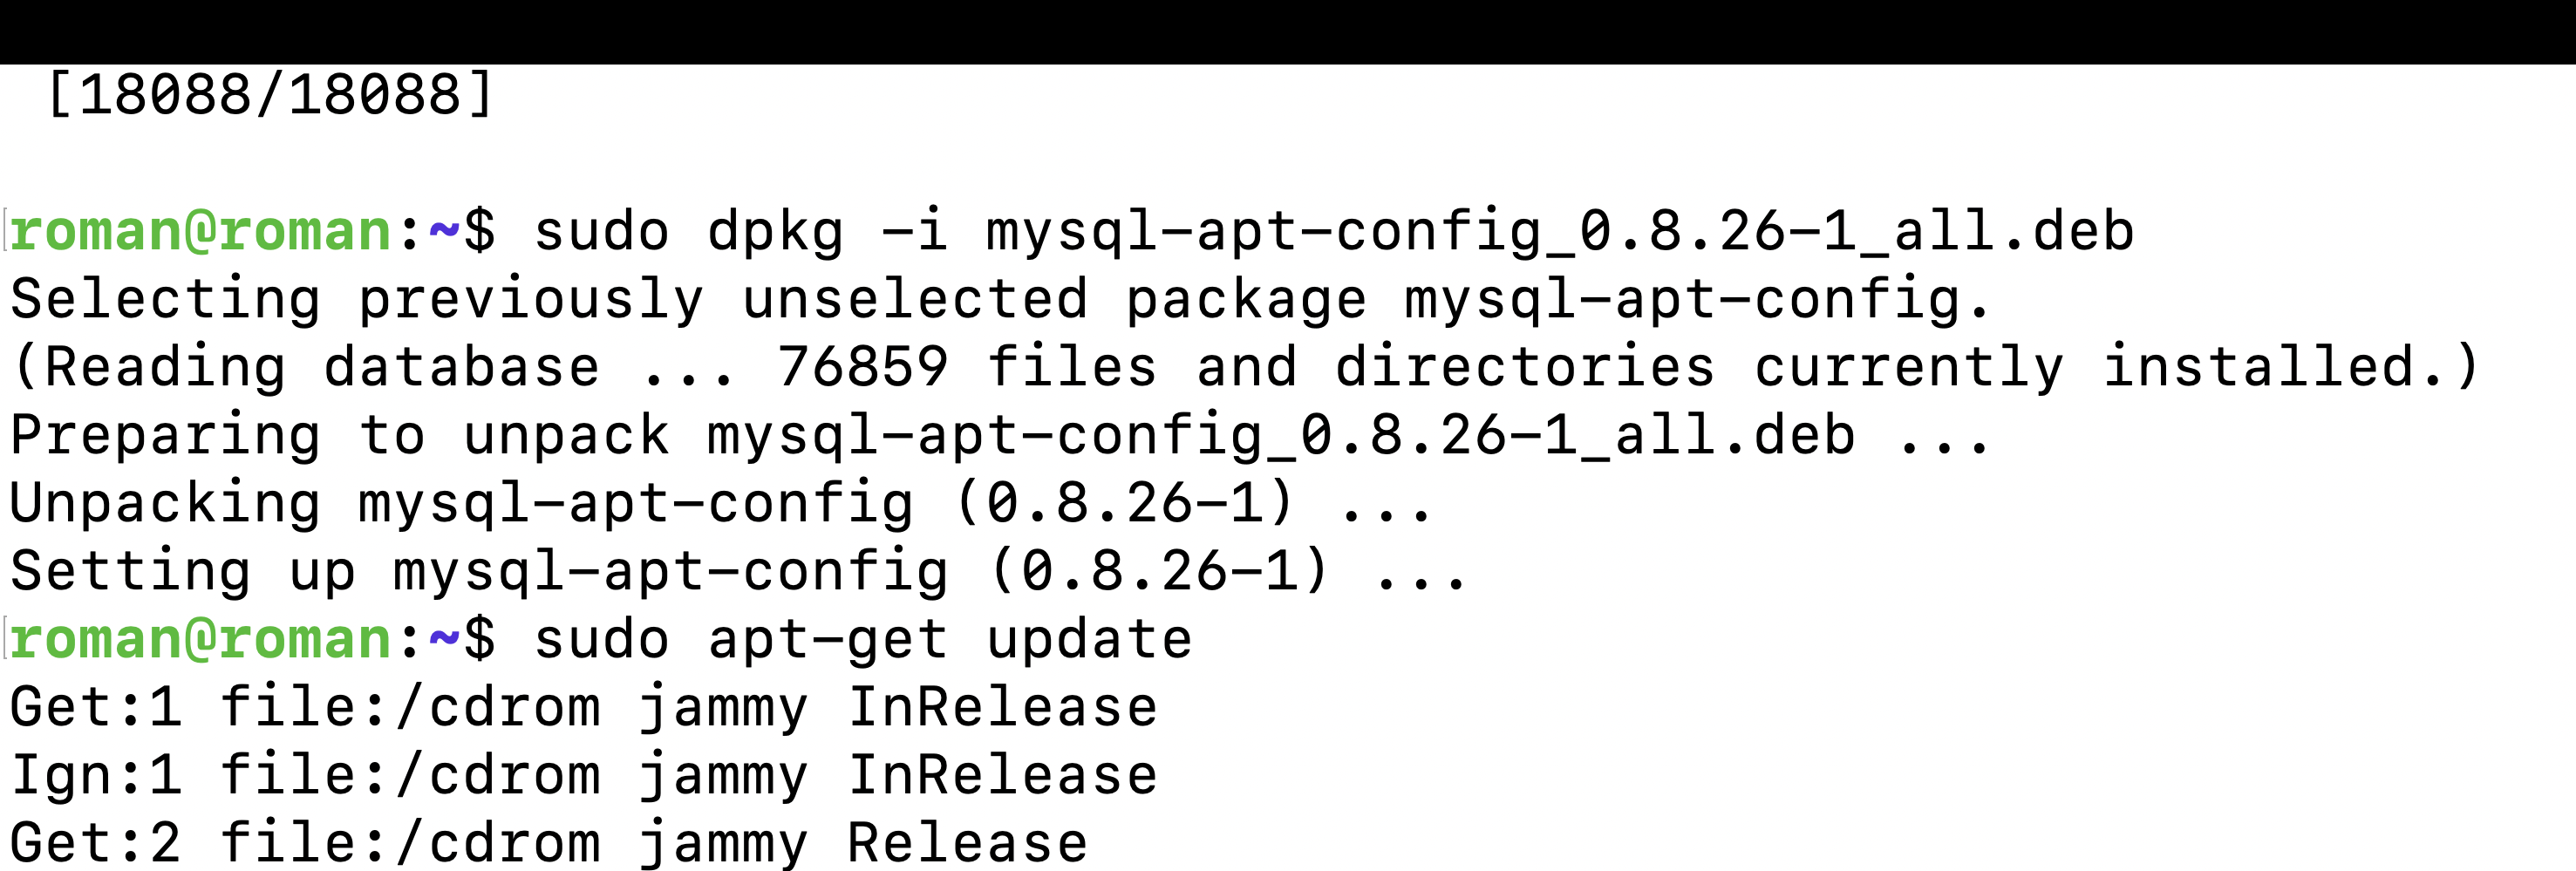 [18088/18088]
roman@roman:~$ sudo dpkg -i mysql-apt-config_0.8.26-1_all.deb
Selecting previously unselected package mysql-apt-config.
(Reading database ... 76859 files and directories currently installed.)
Preparing to unpack mysql-apt-config_0.8.26-1_all.deb ...
Unpacking mysql-apt-config (0.8.26-1) ...
Setting up mysql-apt-config (0.8.26-1) ...
roman@roman:~$ sudo apt-get update
Get:1 file:/cdrom jammy InRelease
Ign:1 file:/cdrom jammy InRelease
Get:2 file:/cdrom jammy Release